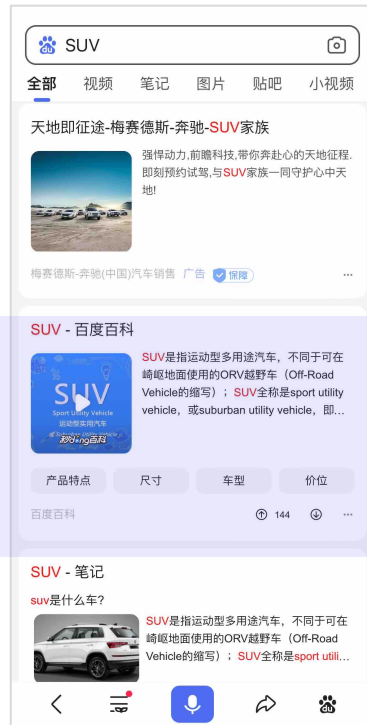 SUV
全部 视频 笔记 图片 贴吧 小视频
天地即征途-梅赛德斯-奔驰-SUV家族
强悍动力,前瞻科技,带你奔赴心的天地征程.
即刻预约试驾,与SUV家族一同守护心中天
地!
梅赛德斯-奔驰(中国)汽车销售 广告 保障
SUV - 百度百科
SUV
Sport Utility Vehicle
运动型实用汽车
秒懂百科
SUV是指运动型多用途汽车，不同于可在
崎岖地面使用的ORV越野车（Off-Road
Vehicle的缩写）；SUV全称是sport utility
vehicle，或suburban utility vehicle，即...
产品特点 尺寸 车型 价位
百度百科 144
SUV - 笔记
suv是什么车?
SUV是指运动型多用途汽车，不同于可在
崎岖地面使用的ORV越野车（Off-Road
Vehicle的缩写）；SUV全称是sport utili...